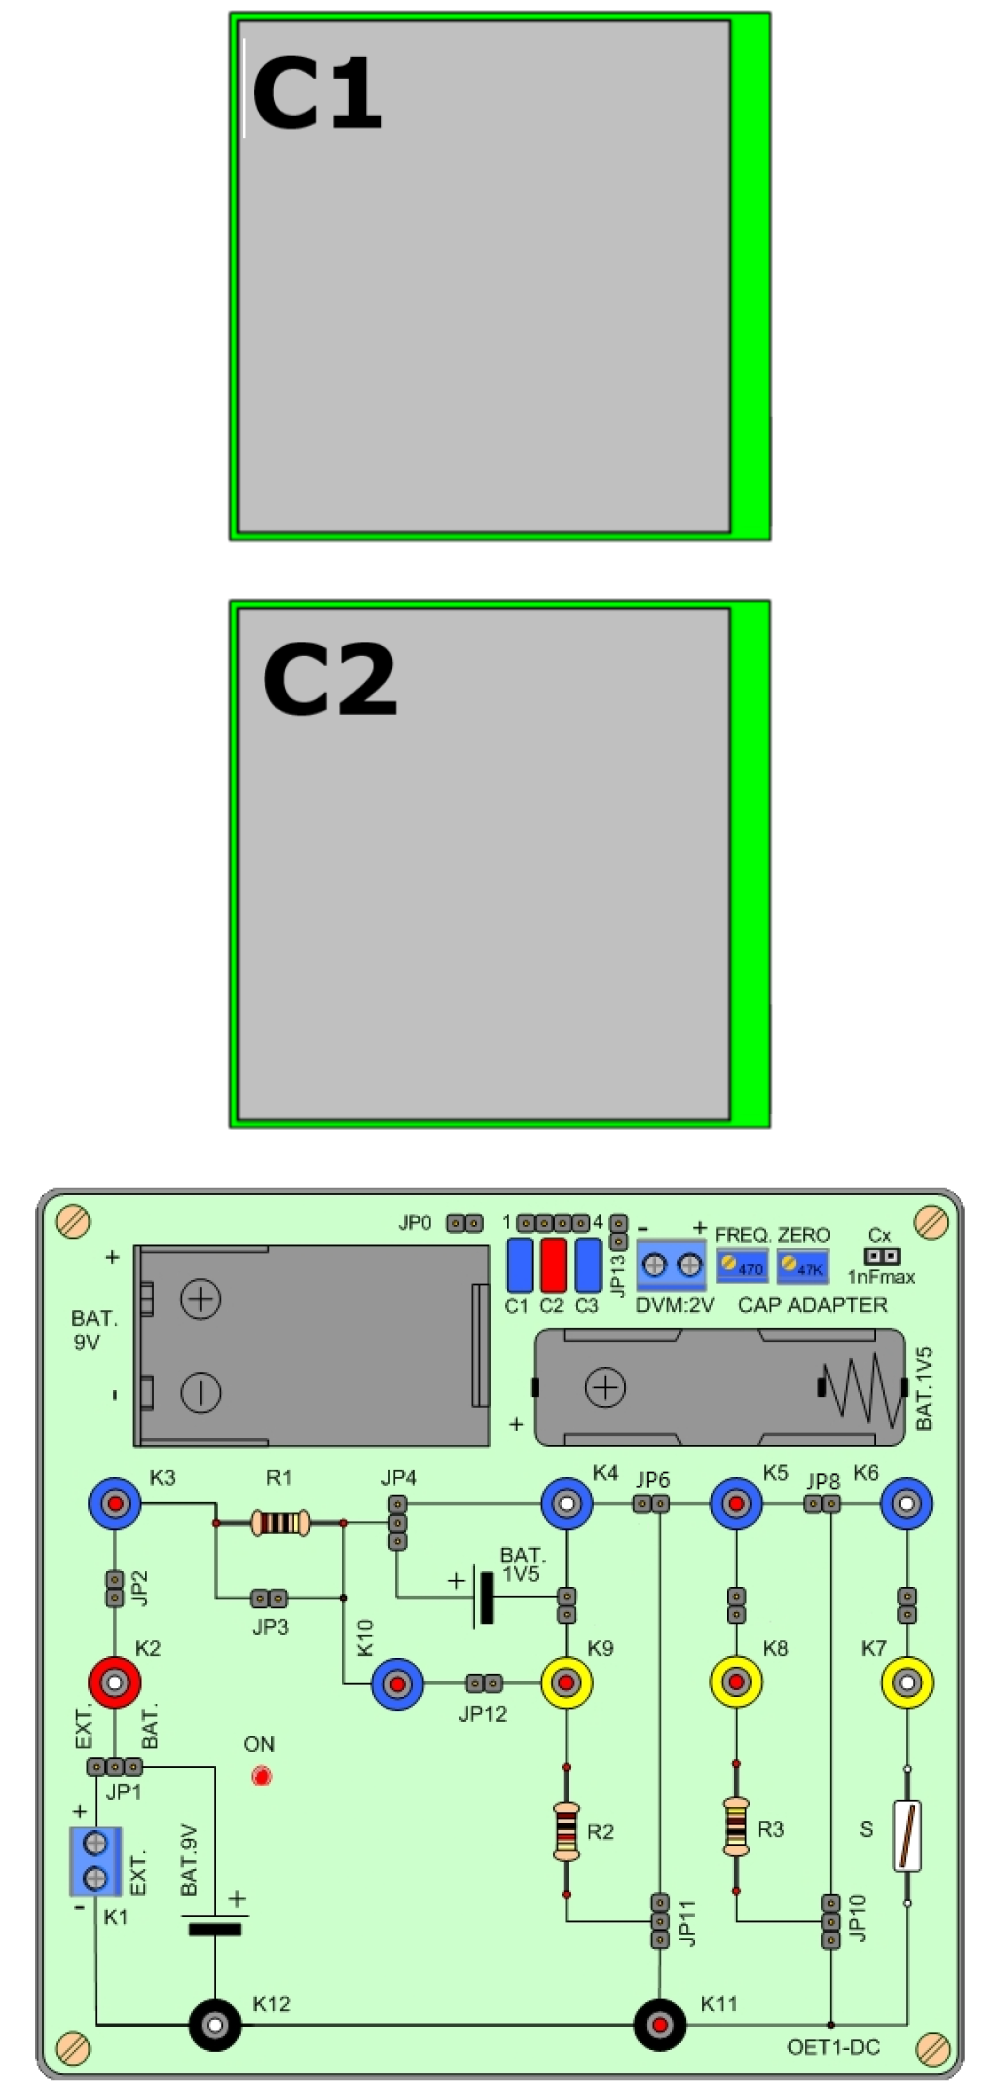 C1
C2
JP0
1
4
JP13
-
+
FREQ.
ZERO
470
47K
Cx
1nFmax
C1
C2
C3
DVM:2V
CAP ADAPTER
+
BAT.
9V
-
+
-
+
+
BAT.1V5
K3
R1
JP4
K4
JP6
K5
JP8
K6
JP2
JP3
+
BAT.
1V5
K10
K2
K9
K8
K7
JP12
EXT.
BAT.
JP1
ON
+
EXT.
-
K1
BAT.9V
+
R2
R3
S
JP11
JP10
K12
K11
OET1-DC